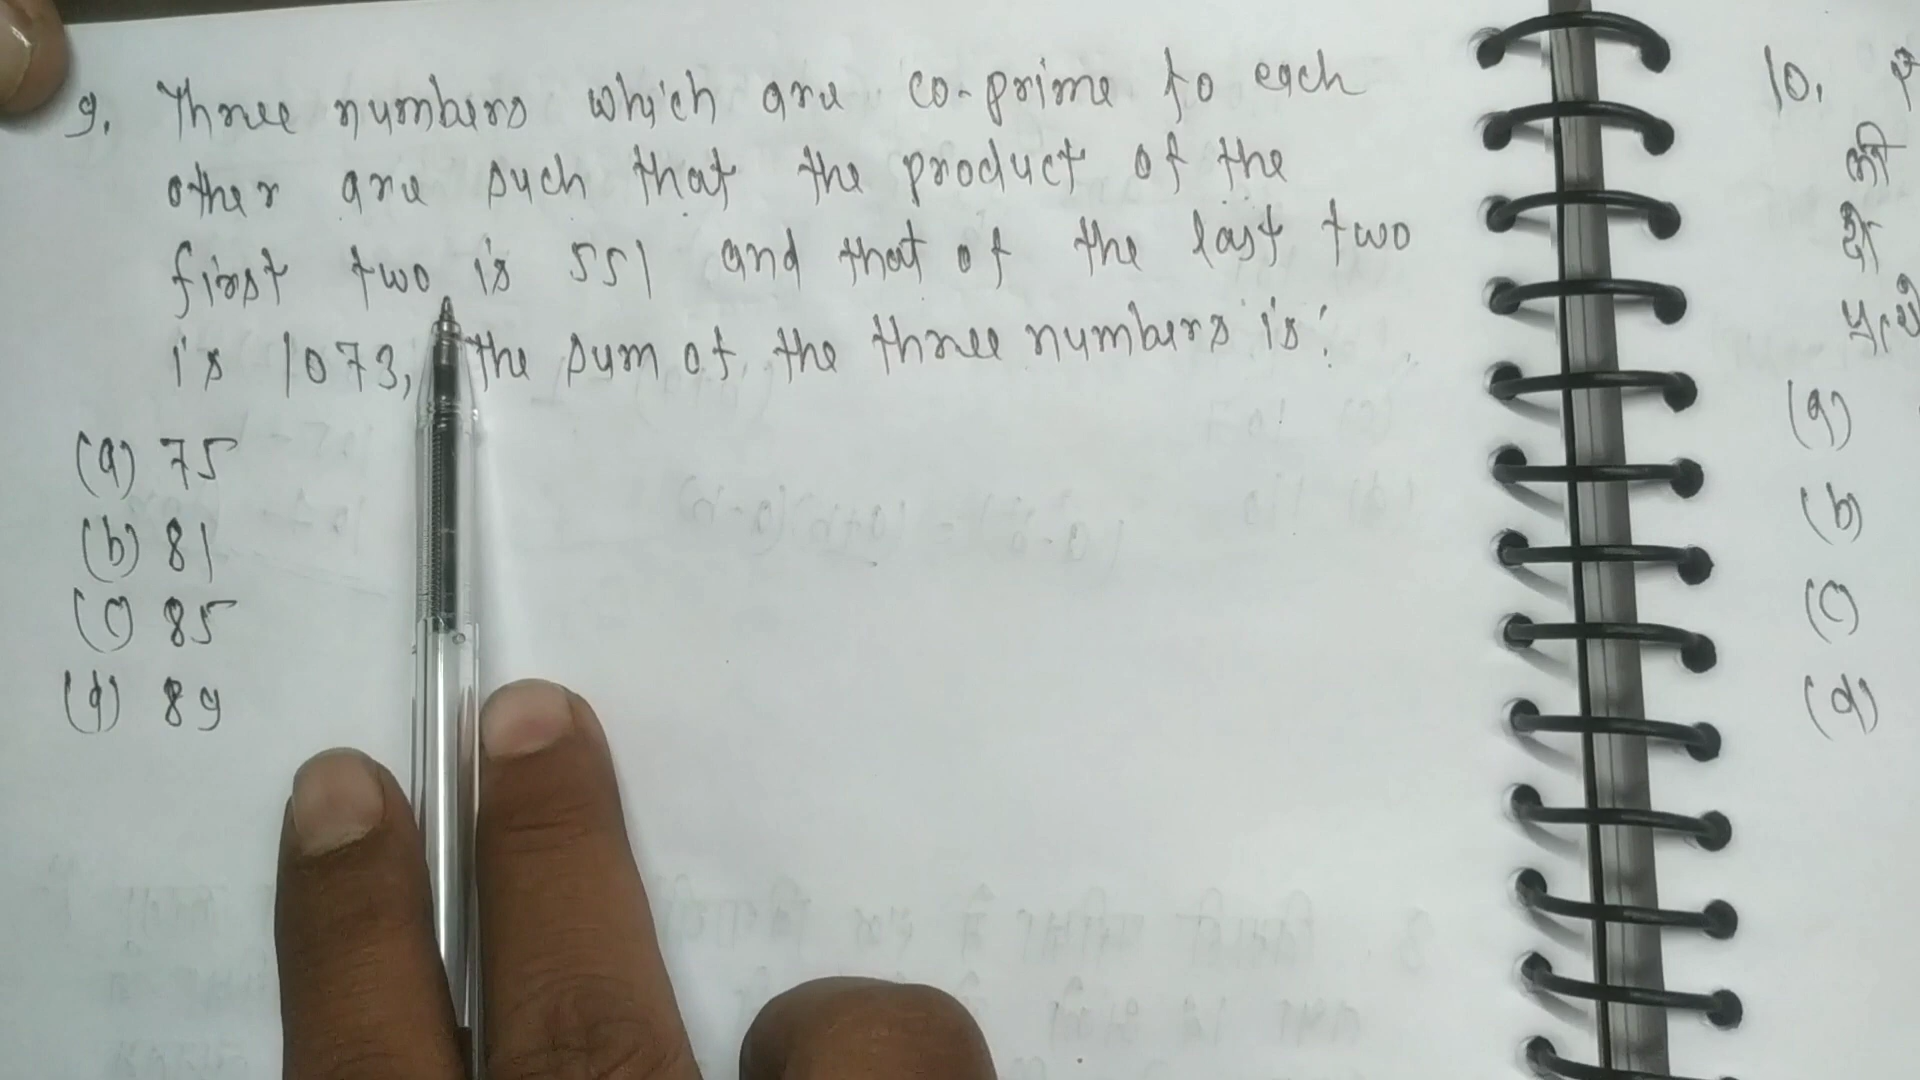 9. Three numbers which are co-prime to each
other are such that the product of the
first two is 551 and that of the last two
is 1073, the sum of the three numbers is:
(a) 75
(b) 81
(c) 85
(d) 89
10.
की
दो
(a)
(b)
(c)
(d)